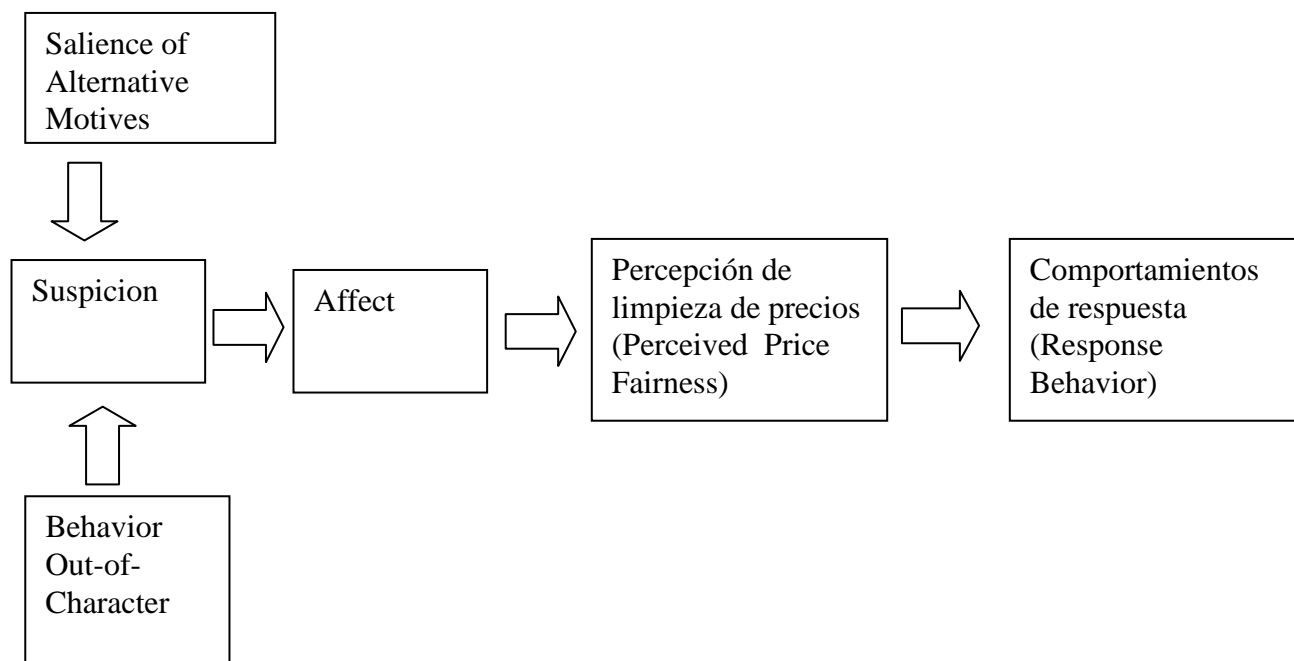 Salience of
Alternative
Motives
Suspicion
Affect
Percepción de
limpieza de precios
(Perceived Price
Fairness)
Comportamientos
de respuesta
(Response
Behavior)
Behavior
Out-of-
Character